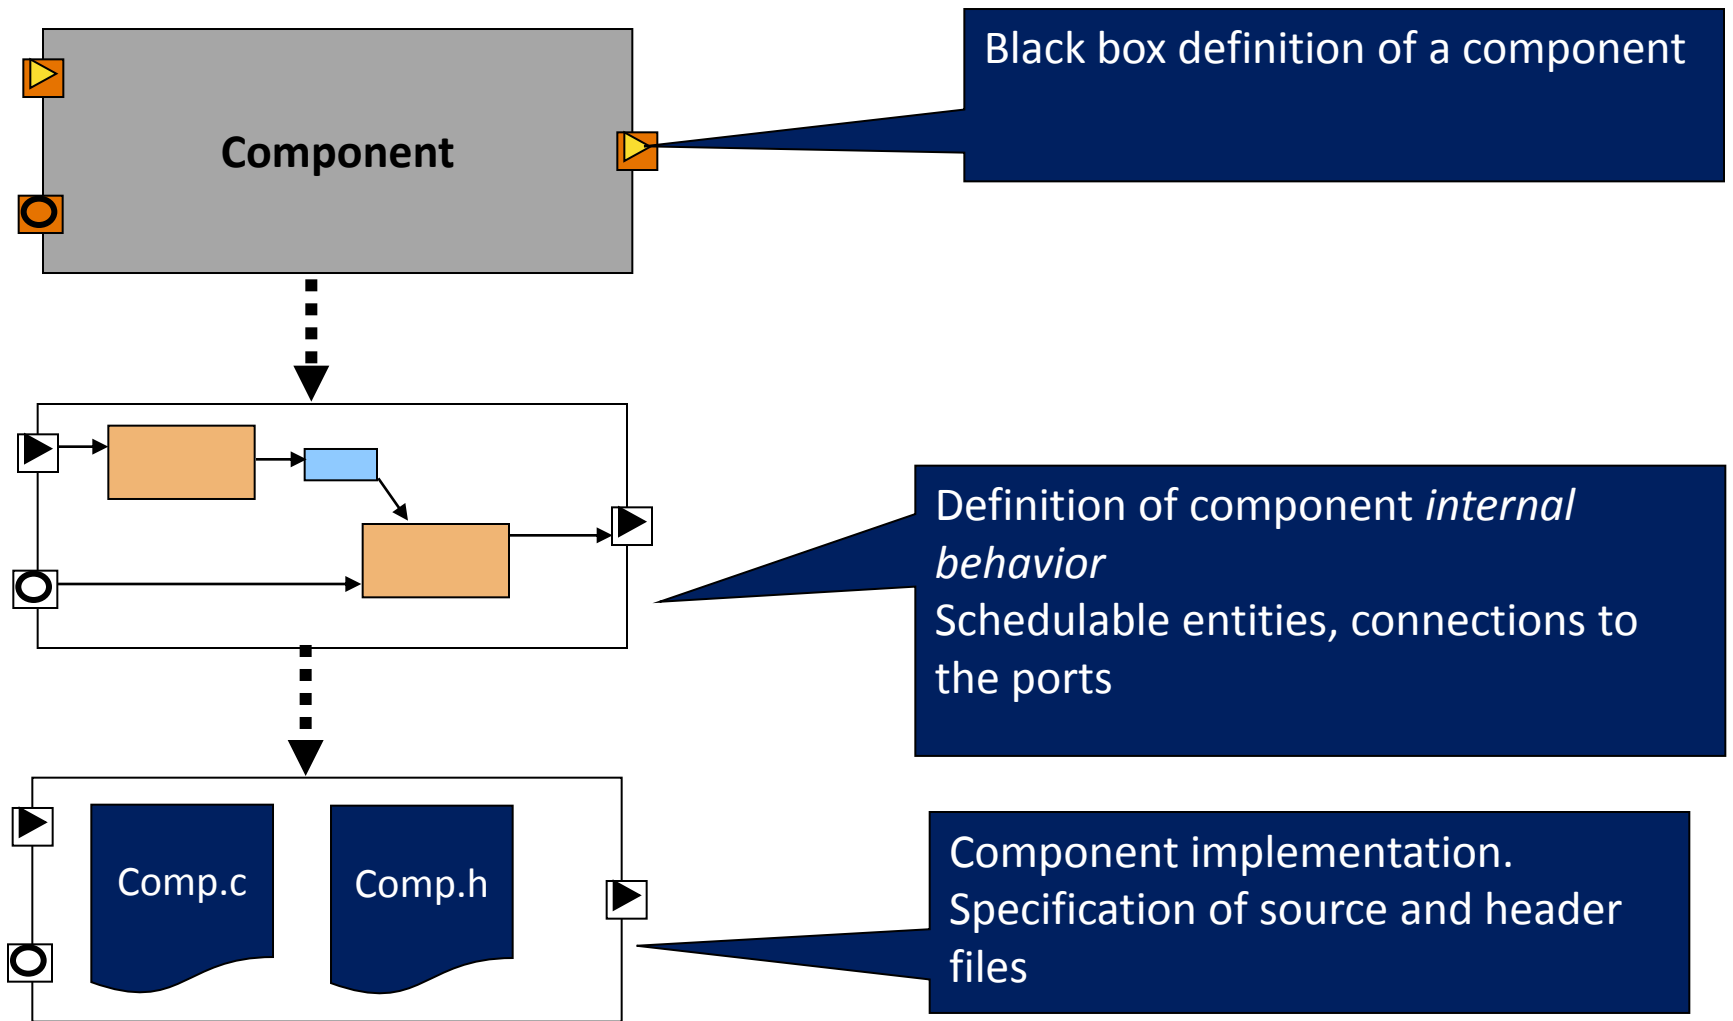 Black box definition of a component
Component
Definition of component internal
behavior
Schedulable entities, connections to
the ports
Comp.c
Comp.h
Component implementation.
Specification of source and header
files